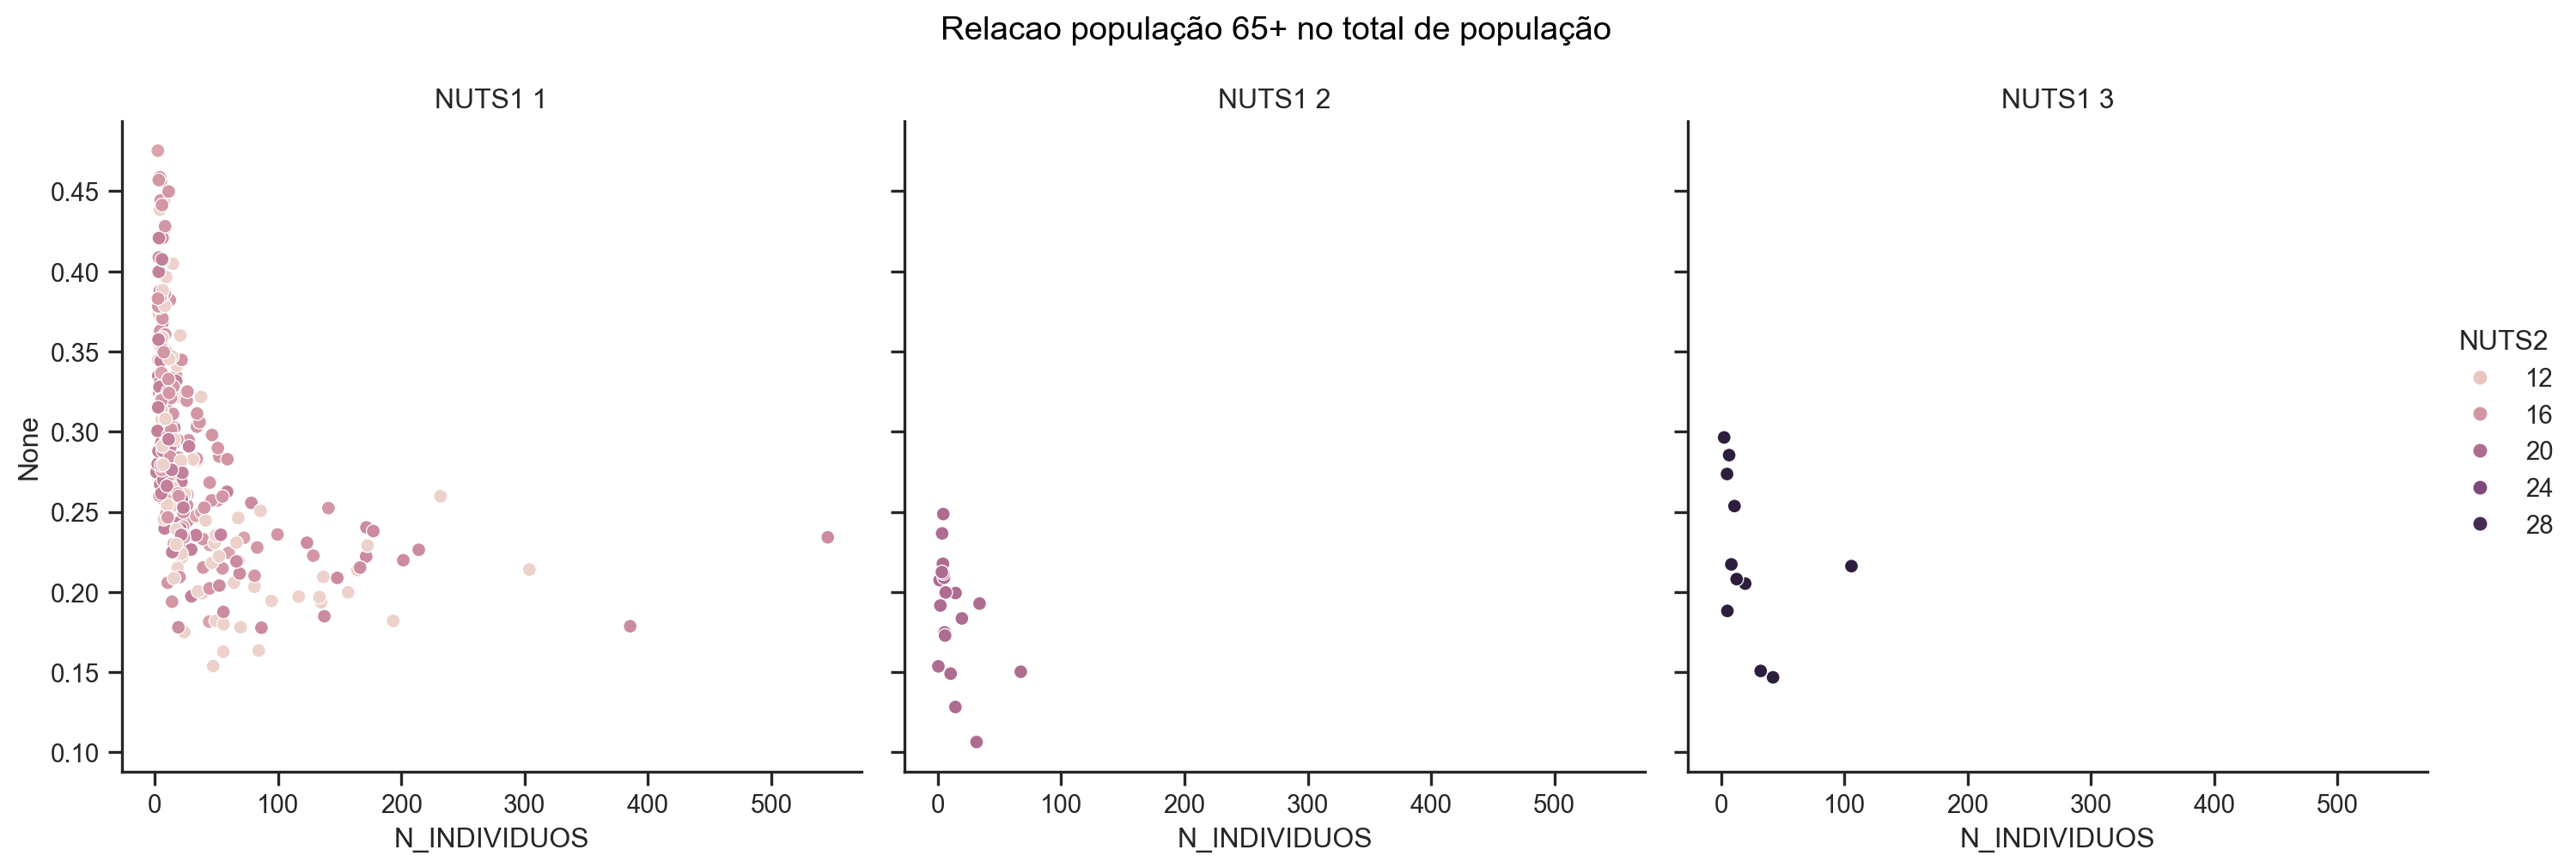 Relacao população 65+ no total de população
NUTS1 1
NUTS1 2
NUTS1 3
None
0.45
0.40
0.35
0.30
0.25
0.20
0.15
0.10
0 100 200 300 400 500
0 100 200 300 400 500
0 100 200 300 400 500
N_INDIVIDUOS
N_INDIVIDUOS
N_INDIVIDUOS
NUTS2
12
16
20
24
28